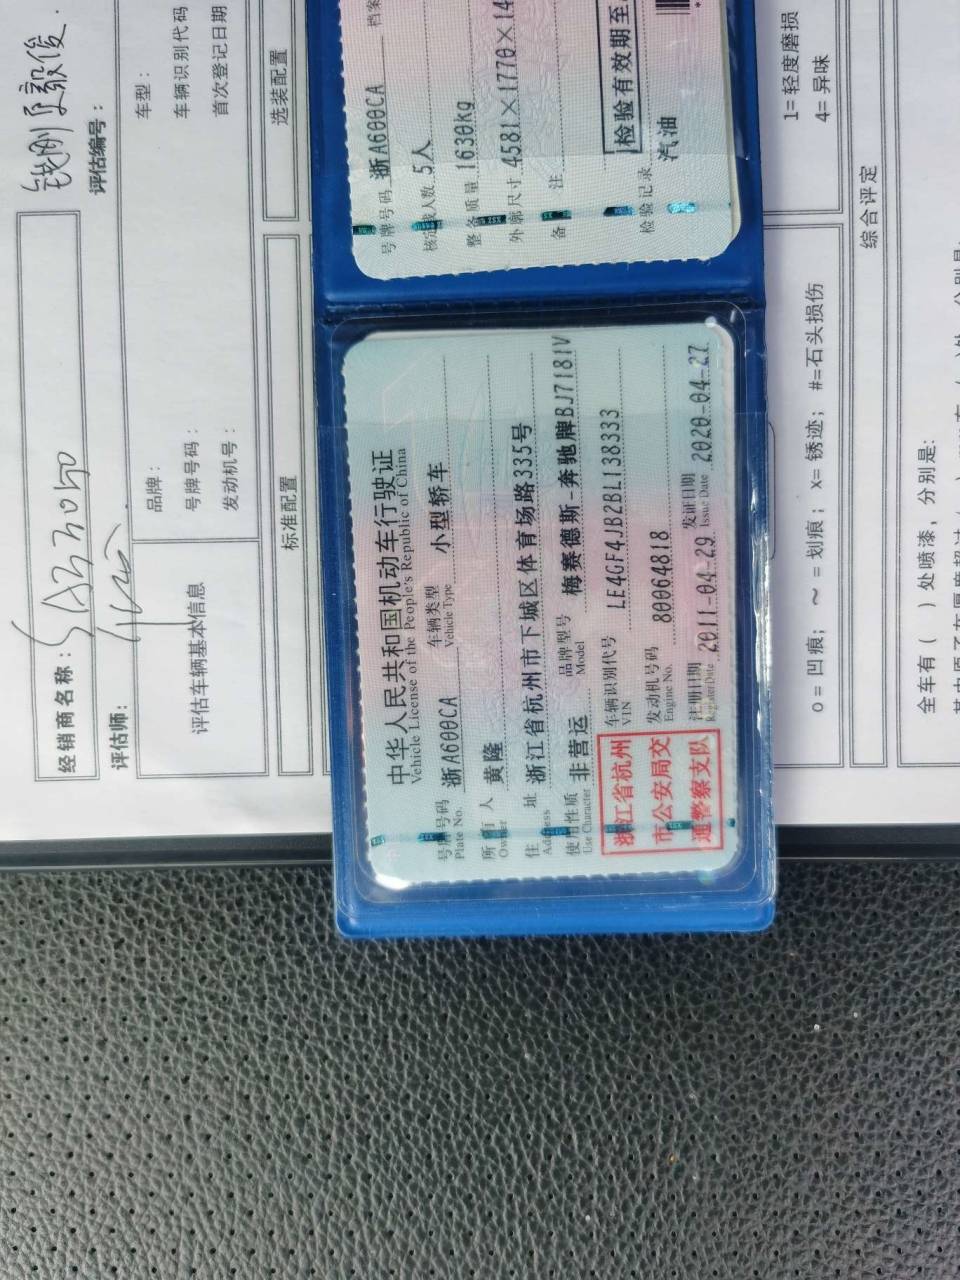 经销商名称：
评估师：
评估编号：
评估车辆基本信息
品牌：
车型：
号牌号码：
车辆识别代码
发动机号：
首次登记日期
标准配置
选装配置
中华人民共和国机动车行驶证
Vehicle License of the People's Republic of China
号牌号码 浙A600CA 车辆类型 小型轿车
Plate No. Vehicle Type
所有人 黄隆
Owner
住址 浙江省杭州市下城区体育场路335号
Address
使用性质 非营运 品牌型号 梅赛德斯-奔驰牌BJ7181V
Use Character Model
浙江省杭州
市公安局交
通警察支队
车辆识别代号 LE4GF4JB2BL138333
VIN
发动机号码 80064818
Engine No.
注册日期 2011-04-29 发证日期 2020-04-27
Register Date Issue Date
号牌号码 浙A600CA 档案
核定载人数 5人
整备质量 1630kg
外廓尺寸 4581×1770×14
备注
检验有效期至
检验记录
汽油
o=凹痕；～=划痕；x=锈迹；#=石头损伤
1=轻度磨损
4=异味
综合评定
全车有（ ）处喷漆，分别是: